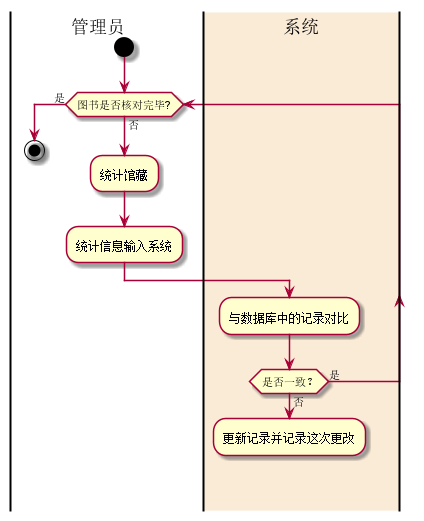 管理员
系统
是
图书是否核对完毕?
否
统计馆藏
统计信息输入系统
与数据库中的记录对比
是否一致？
是
否
更新记录并记录这次更改